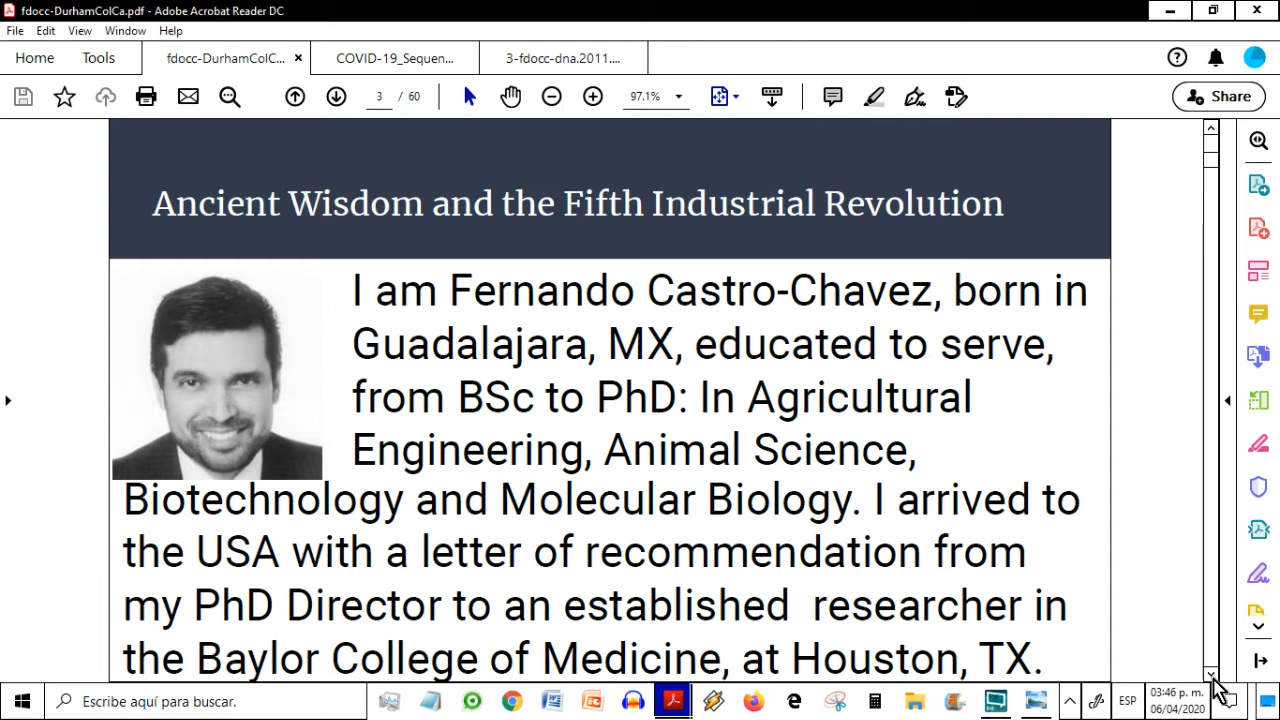 fdocc-DurhamColCa.pdf - Adobe Acrobat Reader DC
File Edit View Window Help
Home Tools fdocc-DurhamColC... × COVID-19_Sequen... 3-fdocc-dna.2011....
3 / 60 97.1% Share
Ancient Wisdom and the Fifth Industrial Revolution
I am Fernando Castro-Chavez, born in
Guadalajara, MX, educated to serve,
from BSc to PhD: In Agricultural
Engineering, Animal Science,
Biotechnology and Molecular Biology. I arrived to
the USA with a letter of recommendation from
my PhD Director to an established researcher in
the Baylor College of Medicine, at Houston, TX.
Escribe aquí para buscar. ESP 03:46 p. m.
06/04/2020